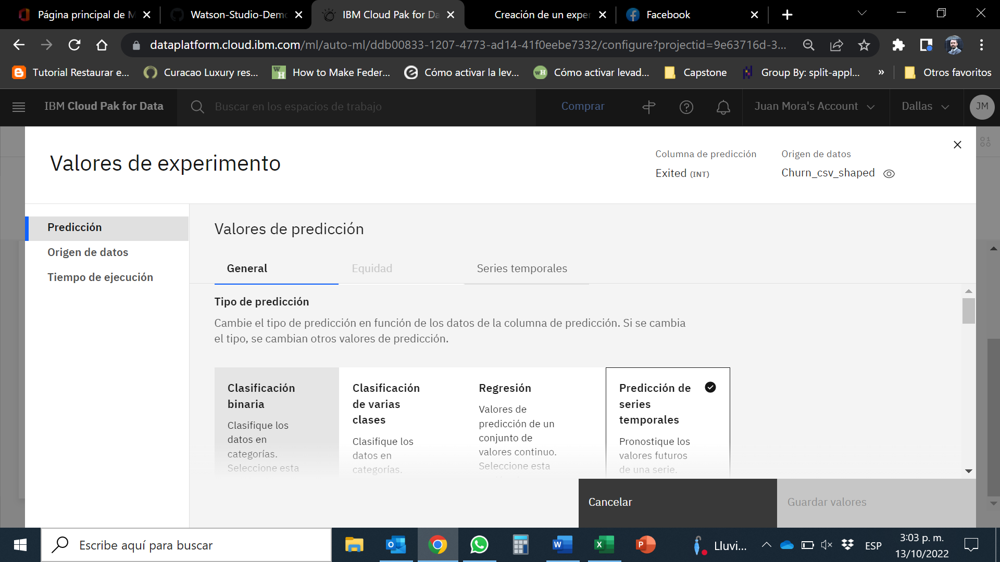 Página principal de M
Watson-Studio-Demo
IBM Cloud Pak for Da
Creación de un exper
Facebook
dataplatform.cloud.ibm.com/ml/auto-ml/ddb00833-1207-4773-ad14-41f0eebe7332/configure?projectid=9e63716d-3...
Tutorial Restaurar e...
Curacao Luxury res...
How to Make Feder...
Cómo activar la lev...
Cómo activar levad...
Capstone
Group By: split-appl...
»
Otros favoritos
IBM Cloud Pak for Data
Buscar en los espacios de trabajo
Comprar
Juan Mora's Account
Dallas
JM
Valores de experimento
Columna de predicción
Exited (INT)
Origen de datos
Churn_csv_shaped
Predicción
Origen de datos
Tiempo de ejecución
Valores de predicción
General
Equidad
Series temporales
Tipo de predicción
Cambie el tipo de predicción en función de los datos de la columna de predicción. Si se cambia
el tipo, se cambian otros valores de predicción.
Clasificación
binaria
Clasifique los
datos en
categorías.
Seleccione esta
Clasificación
de varias
clases
Clasifique los
datos en
categorías.
Regresión
Valores de
predicción de un
conjunto de
valores continuo.
Seleccione esta
Predicción de
series
temporales
Pronostique los
valores futuros
de una serie.
Cancelar
Guardar valores
Escribe aquí para buscar
Lluvi...
ESP
3:03 p. m.
13/10/2022